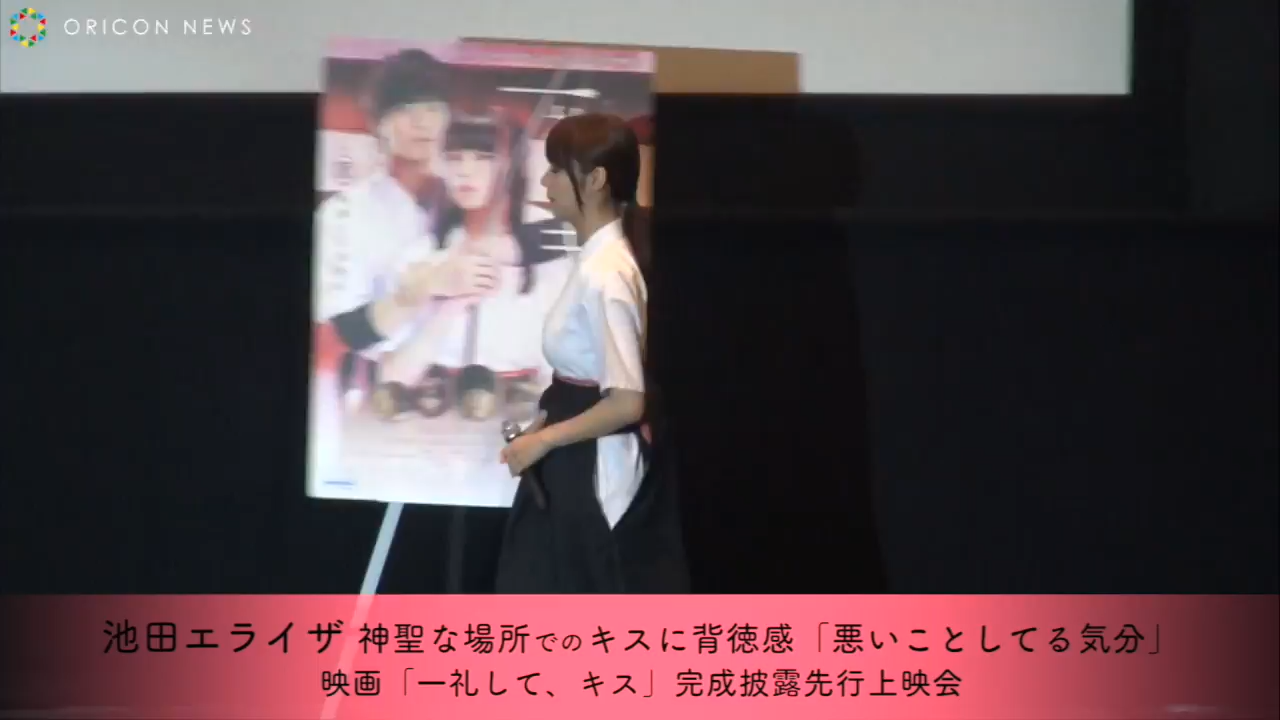 ORICON NEWS
池田エライザ 神聖な場所でのキスに背徳感「悪いことしてる気分」
映画「一礼して、キス」完成披露先行上映会